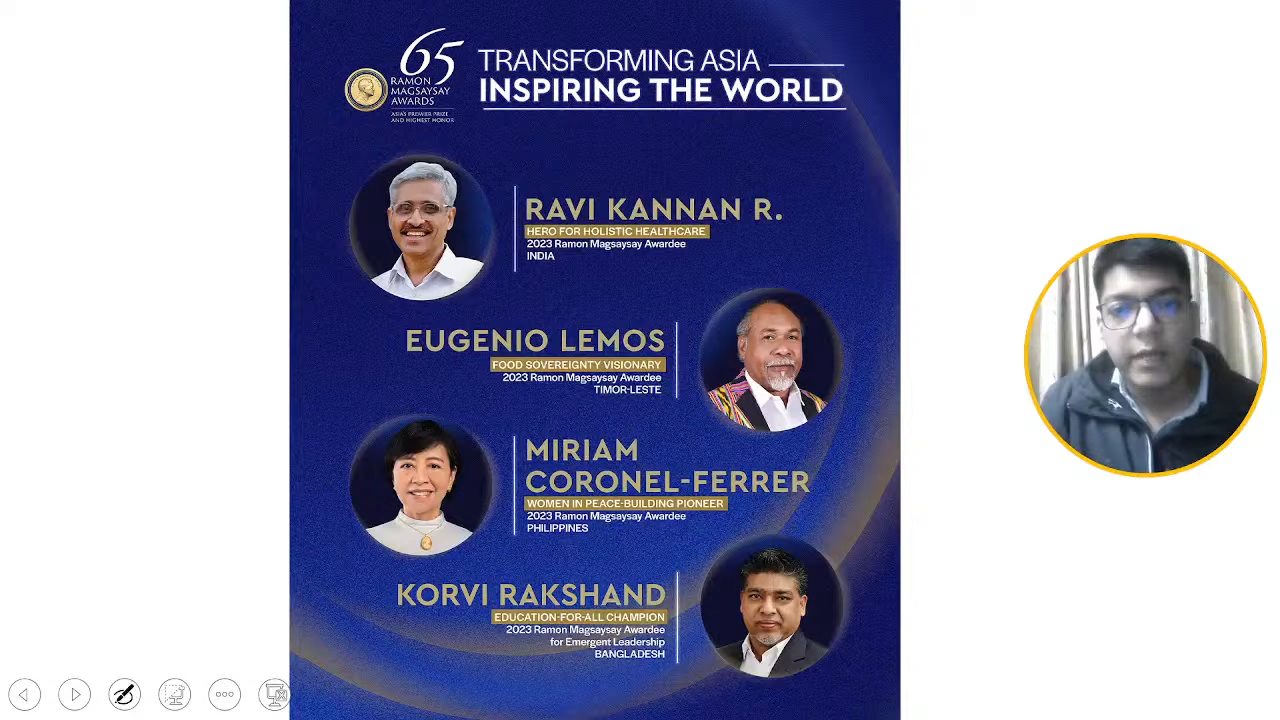 65
RAMON
MAGSAYSAY
AWARDS
ASIA'S PREMIER PRIZE
AND HIGHEST HONOR
TRANSFORMING ASIA
INSPIRING THE WORLD
RAVI KANNAN R.
HERO FOR HOLISTIC HEALTHCARE
2023 Ramon Magsaysay Awardee
INDIA
EUGENIO LEMOS
FOOD SOVEREIGNTY VISIONARY
2023 Ramon Magsaysay Awardee
TIMOR-LESTE
MIRIAM
CORONEL-FERRER
WOMEN IN PEACE-BUILDING PIONEER
2023 Ramon Magsaysay Awardee
PHILIPPINES
KORVI RAKSHAND
EDUCATION-FOR-ALL CHAMPION
2023 Ramon Magsaysay Awardee
for Emergent Leadership
BANGLADESH